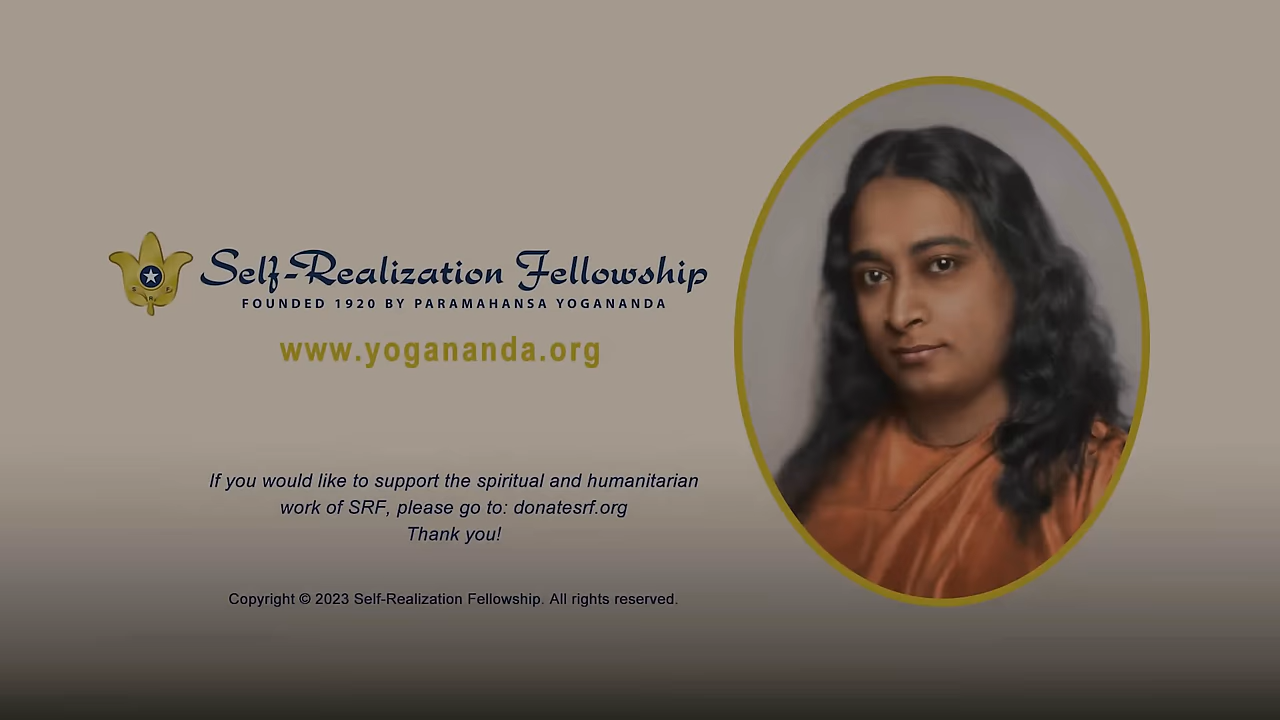 Self-Realization Fellowship
FOUNDED 1920 BY PARAMAHANSA YOGANANDA
www.yogananda.org
If you would like to support the spiritual and humanitarian
work of SRF, please go to: donatesrf.org
Thank you!
Copyright © 2023 Self-Realization Fellowship. All rights reserved.